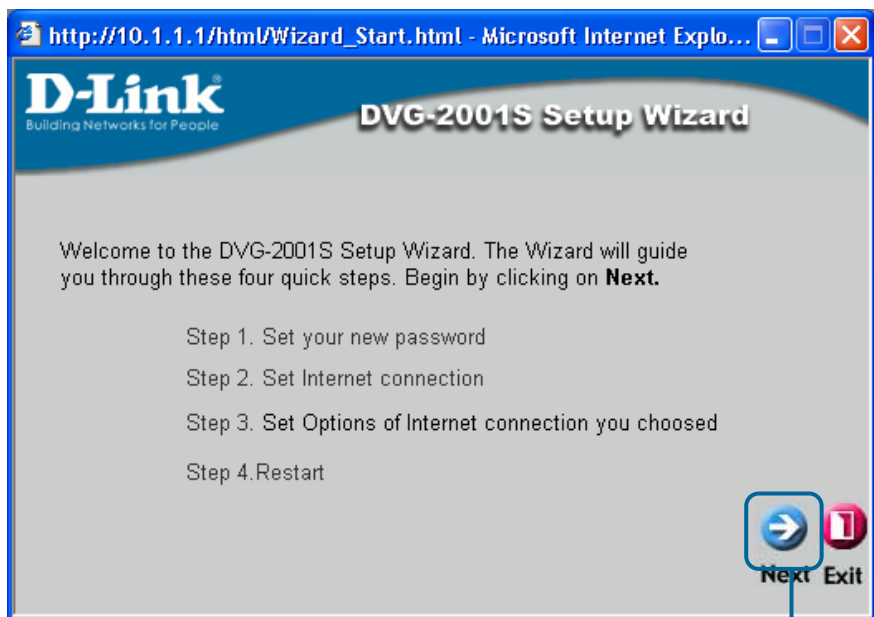 http://10.1.1.1/html/Wizard_Start.html - Microsoft Internet Explo...
D-Link
Building Networks for People
DVG-2001S Setup Wizard
Welcome to the DVG-2001S Setup Wizard. The Wizard will guide
you through these four quick steps. Begin by clicking on Next.
Step 1. Set your new password
Step 2. Set Internet connection
Step 3. Set Options of Internet connection you choosed
Step 4.Restart
Next Exit